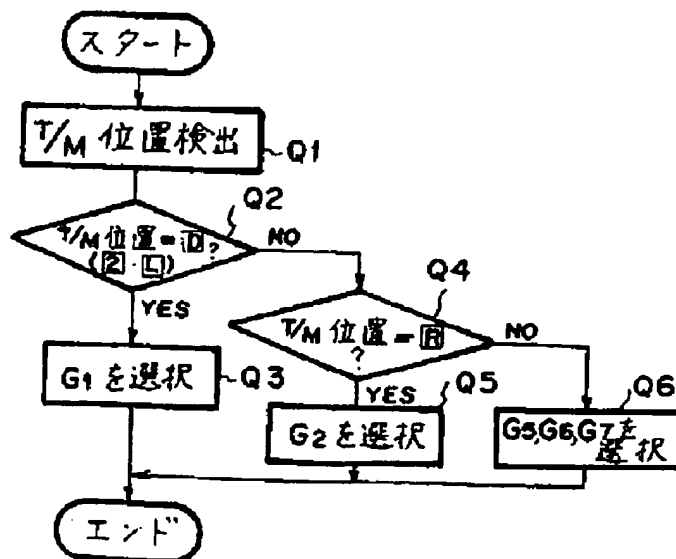 スタート
T/M 位置検出
Q1
Q2
T/M 位置=D?
(2・L)
NO
YES
Q4
T/M 位置=R
?
NO
YES
G1 を選択
Q3
Q5
G2 を選択
Q6
G5,G6,G7を
選択
エンド